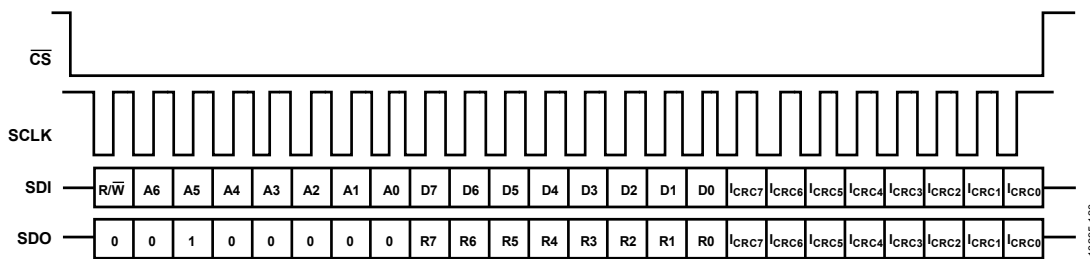 CS
SCLK
SDI R/W A6 A5 A4 A3 A2 A1 A0 D7 D6 D5 D4 D3 D2 D1 D0 ICRC7 ICRC6 ICRC5 ICRC4 ICRC3 ICRC2 ICRC1 ICRC0
SDO 0 0 1 0 0 0 0 0 R7 R6 R5 R4 R3 R2 R1 R0 ICRC7 ICRC6 ICRC5 ICRC4 ICRC3 ICRC2 ICRC1 ICRC0